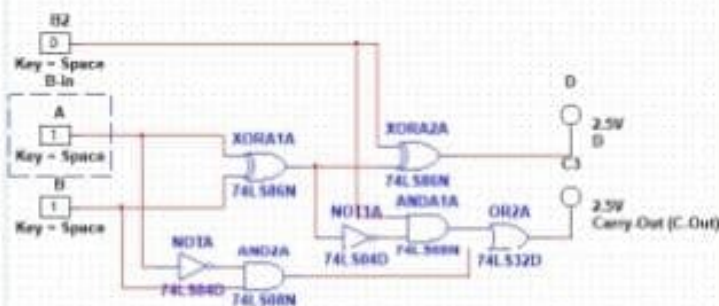 B2
0
Key = Space
B-in
A
1
Key = Space
B
1
Key = Space
XORA1A
74LS86N
XORA2A
74LS86N
NOTA
74LS04D
AND2A
74LS08N
NOT1A
74LS04D
ANDA1A
74LS08N
OR2A
74LS32D
D
2.5V
D
C3
2.5V
Carry-Out (C.Out)